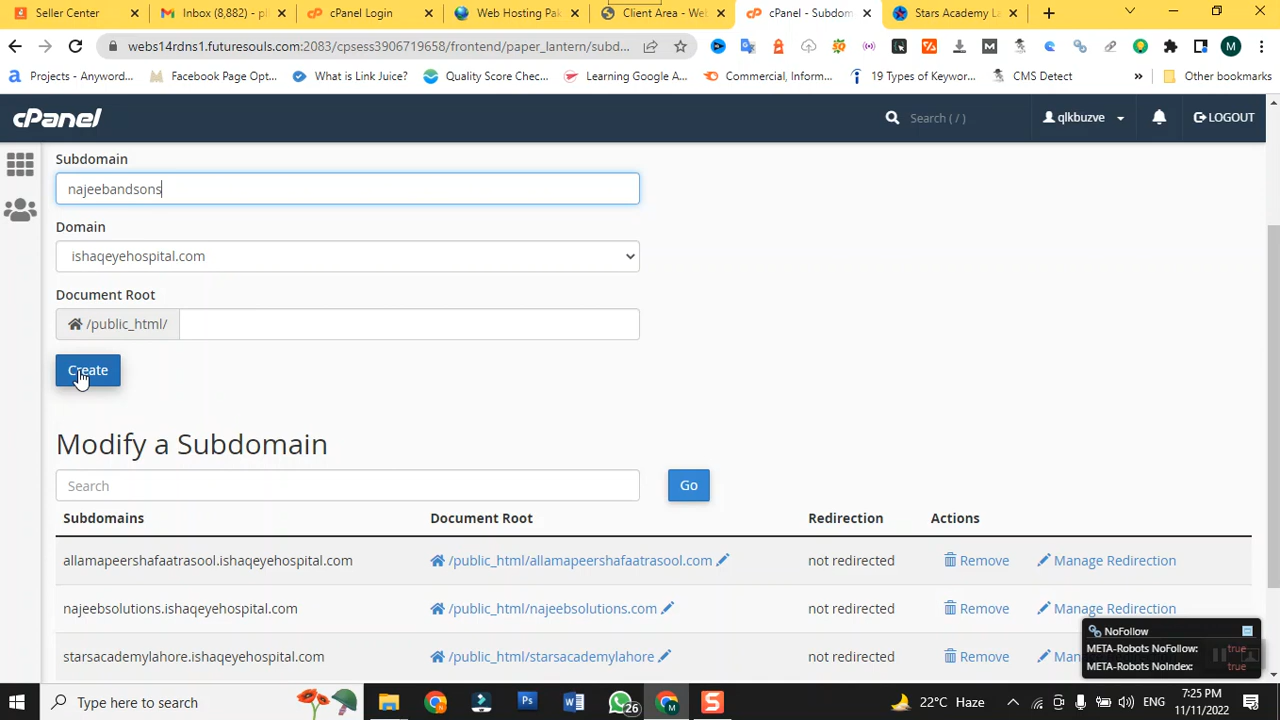 Seller Center
Inbox (8,882) - pl
cPanel Login
Web Hosting Pak
Client Area - We
cPanel - Subdom
Stars Academy La
webs14rdns1.futuresouls.com:2083/cpsess3906719650/frontend/paper_lantern/subd...
Projects - Anyword...
Facebook Page Opt...
What is Link Juice?
Quality Score Chec...
Learning Google A...
Commercial, Inform...
19 Types of Keywor...
CMS Detect
»
Other bookmarks
cPanel
Search ( / )
qlkbuzve
LOGOUT
Subdomain
najeebandsons
Domain
ishaqeyehospital.com
Document Root
/public_html/
Create
Modify a Subdomain
Search
Go
Subdomains Document Root Redirection Actions
allamapeershafaatrasool.ishaqeyehospital.com /public_html/allamapeershafaatrasool.com not redirected Remove Manage Redirection
najeebsolutions.ishaqeyehospital.com /public_html/najeebsolutions.com not redirected Remove Manage Redirection
starsacademylahore.ishaqeyehospital.com /public_html/starsacademylahore not redirected Remove
NoFollow
META-Robots NoFollow: true
META-Robots NoIndex: true
Type here to search
26
22°C Haze
ENG
7:25 PM
11/11/2022